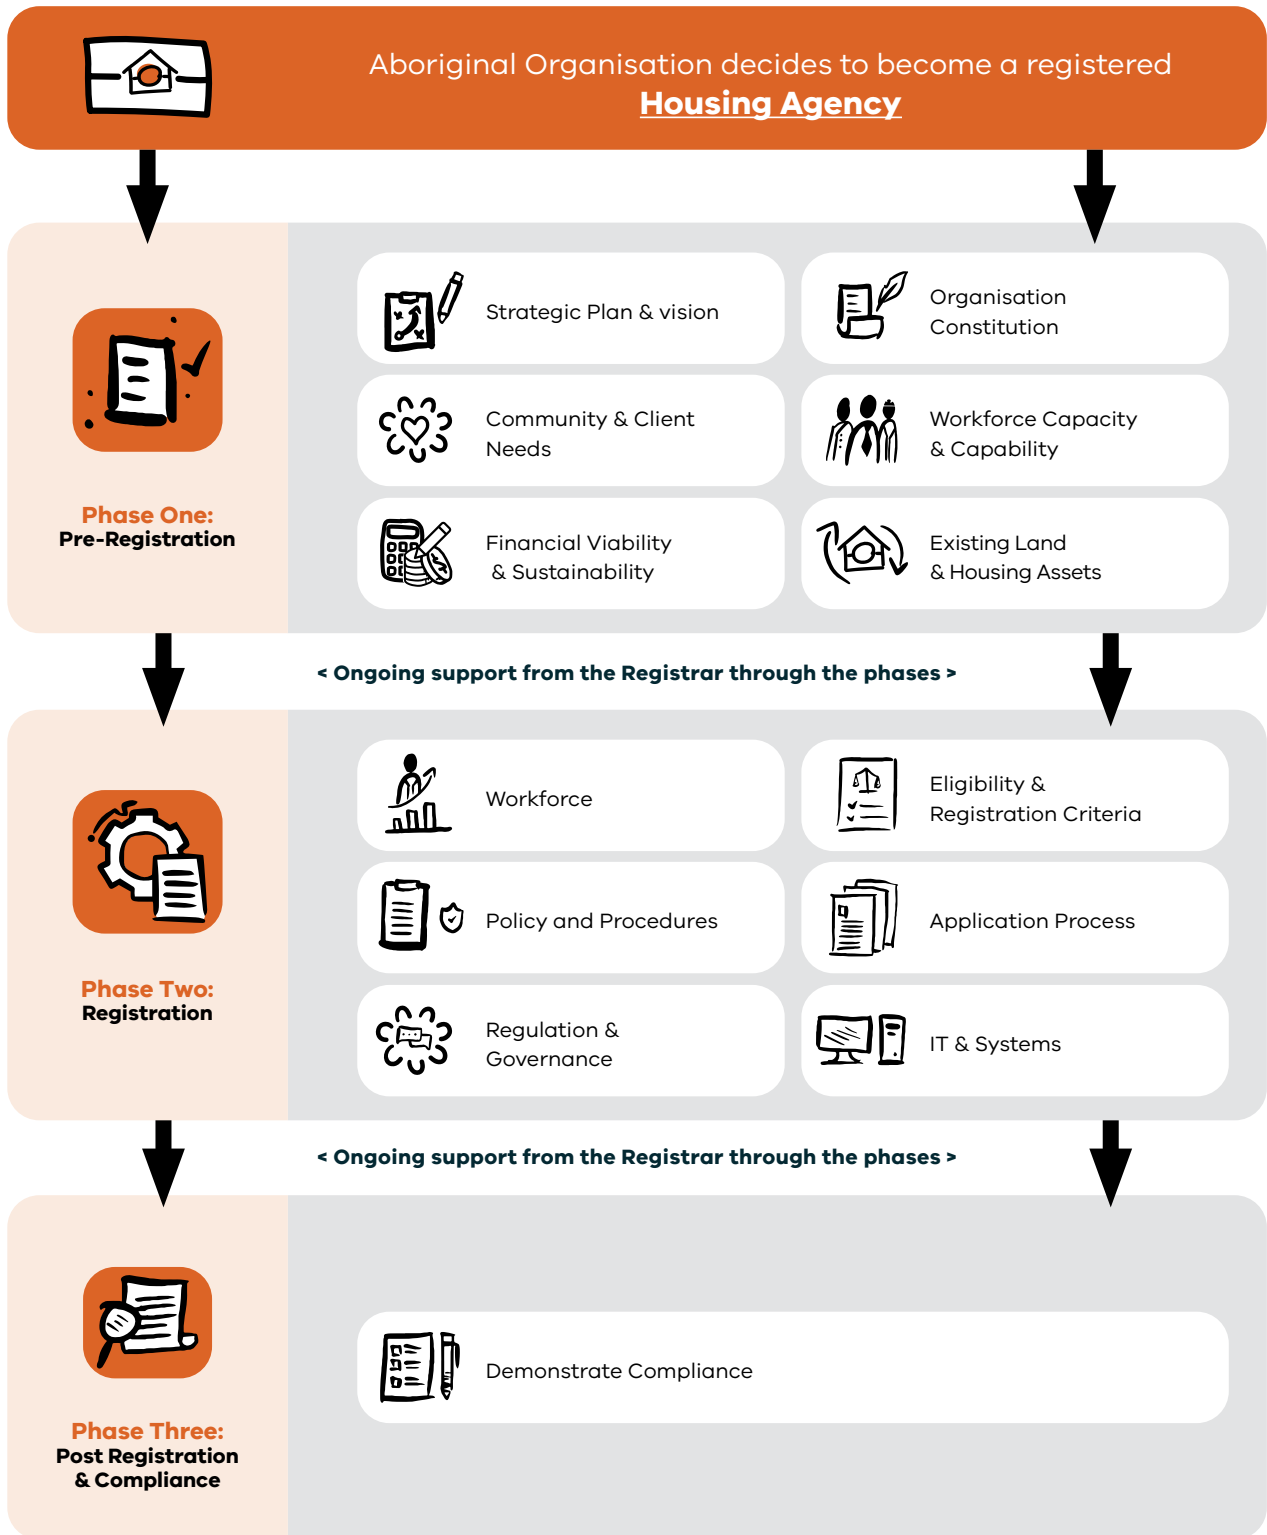 Aboriginal Organisation decides to become a registered
Housing Agency
Phase One:
Pre-Registration
Strategic Plan & vision
Organisation
Constitution
Community & Client
Needs
Workforce Capacity
& Capability
Financial Viability
& Sustainability
Existing Land
& Housing Assets
< Ongoing support from the Registrar through the phases >
Phase Two:
Registration
Workforce
Eligibility &
Registration Criteria
Policy and Procedures
Application Process
Regulation &
Governance
IT & Systems
< Ongoing support from the Registrar through the phases >
Phase Three:
Post Registration
& Compliance
Demonstrate Compliance